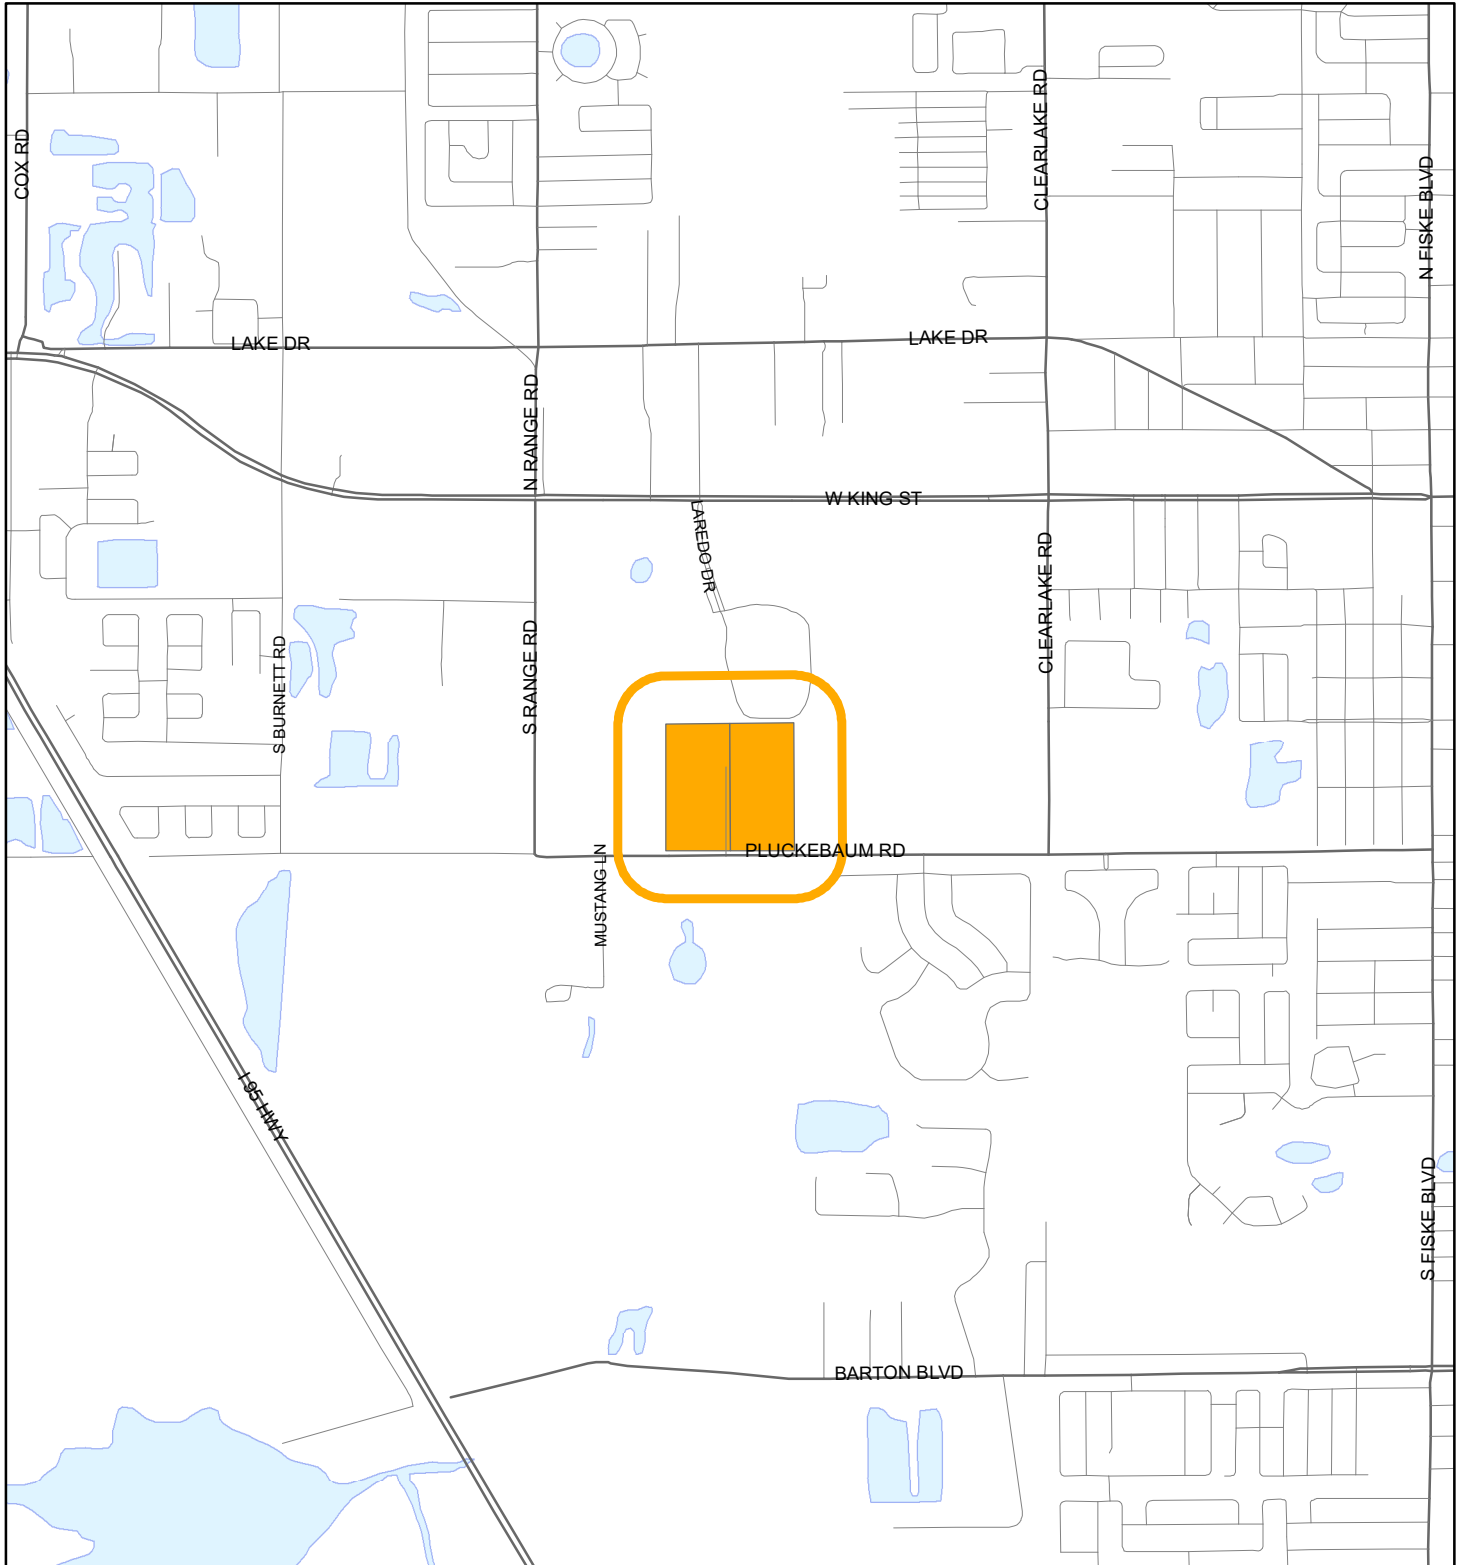 COX RD
CLEARLAKE RD
N FISKE BLVD
LAKE DR
LAKE DR
N RANGE RD
W KING ST
LAREDO DR
CLEARLAKE RD
S RANGE RD
S BURNETT RD
PLUCKEBAUM RD
MUSTANG LN
I 95 HWY
S FISKE BLVD
BARTON BLVD